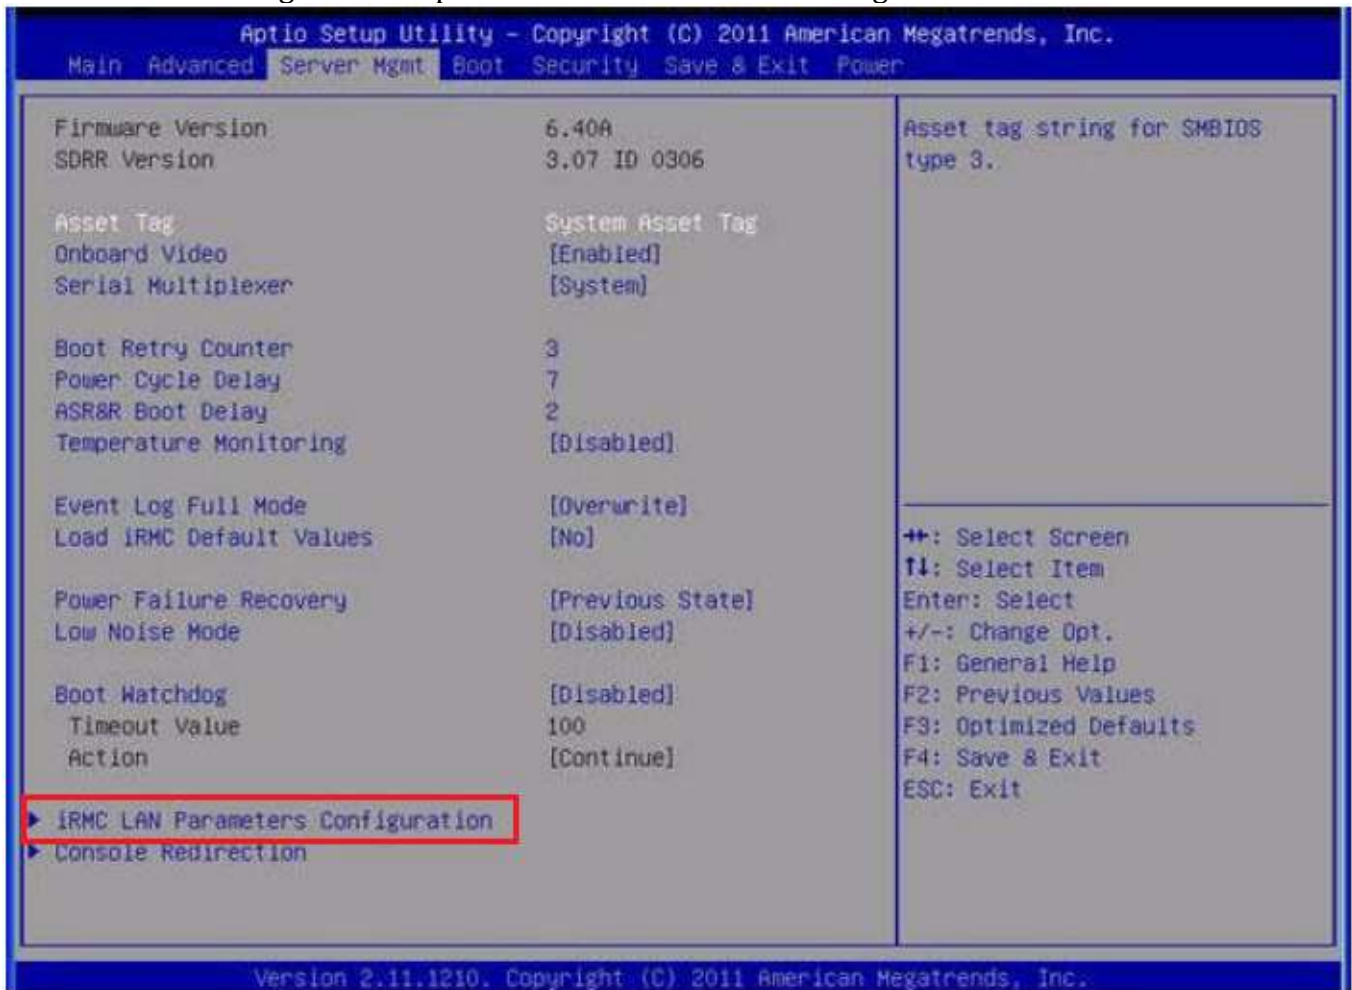 Aptio Setup Utility – Copyright (C) 2011 American Megatrends, Inc.
Main Advanced Server Mgmt Boot Security Save & Exit Power
Firmware Version 6.40A
SDRR Version 3.07 ID 0306
Asset Tag System Asset Tag
Onboard Video [Enabled]
Serial Multiplexer [System]
Boot Retry Counter 3
Power Cycle Delay 7
ASR&R Boot Delay 2
Temperature Monitoring [Disabled]
Event Log Full Mode [Overwrite]
Load iRMC Default Values [No]
Power Failure Recovery [Previous State]
Low Noise Mode [Disabled]
Boot Watchdog [Disabled]
Timeout Value 100
Action [Continue]
iRMC LAN Parameters Configuration
Console Redirection
Asset tag string for SMBIOS
type 3.
→←: Select Screen
↑↓: Select Item
Enter: Select
+/-: Change Opt.
F1: General Help
F2: Previous Values
F3: Optimized Defaults
F4: Save & Exit
ESC: Exit
Version 2.11.1210. Copyright (C) 2011 American Megatrends, Inc.